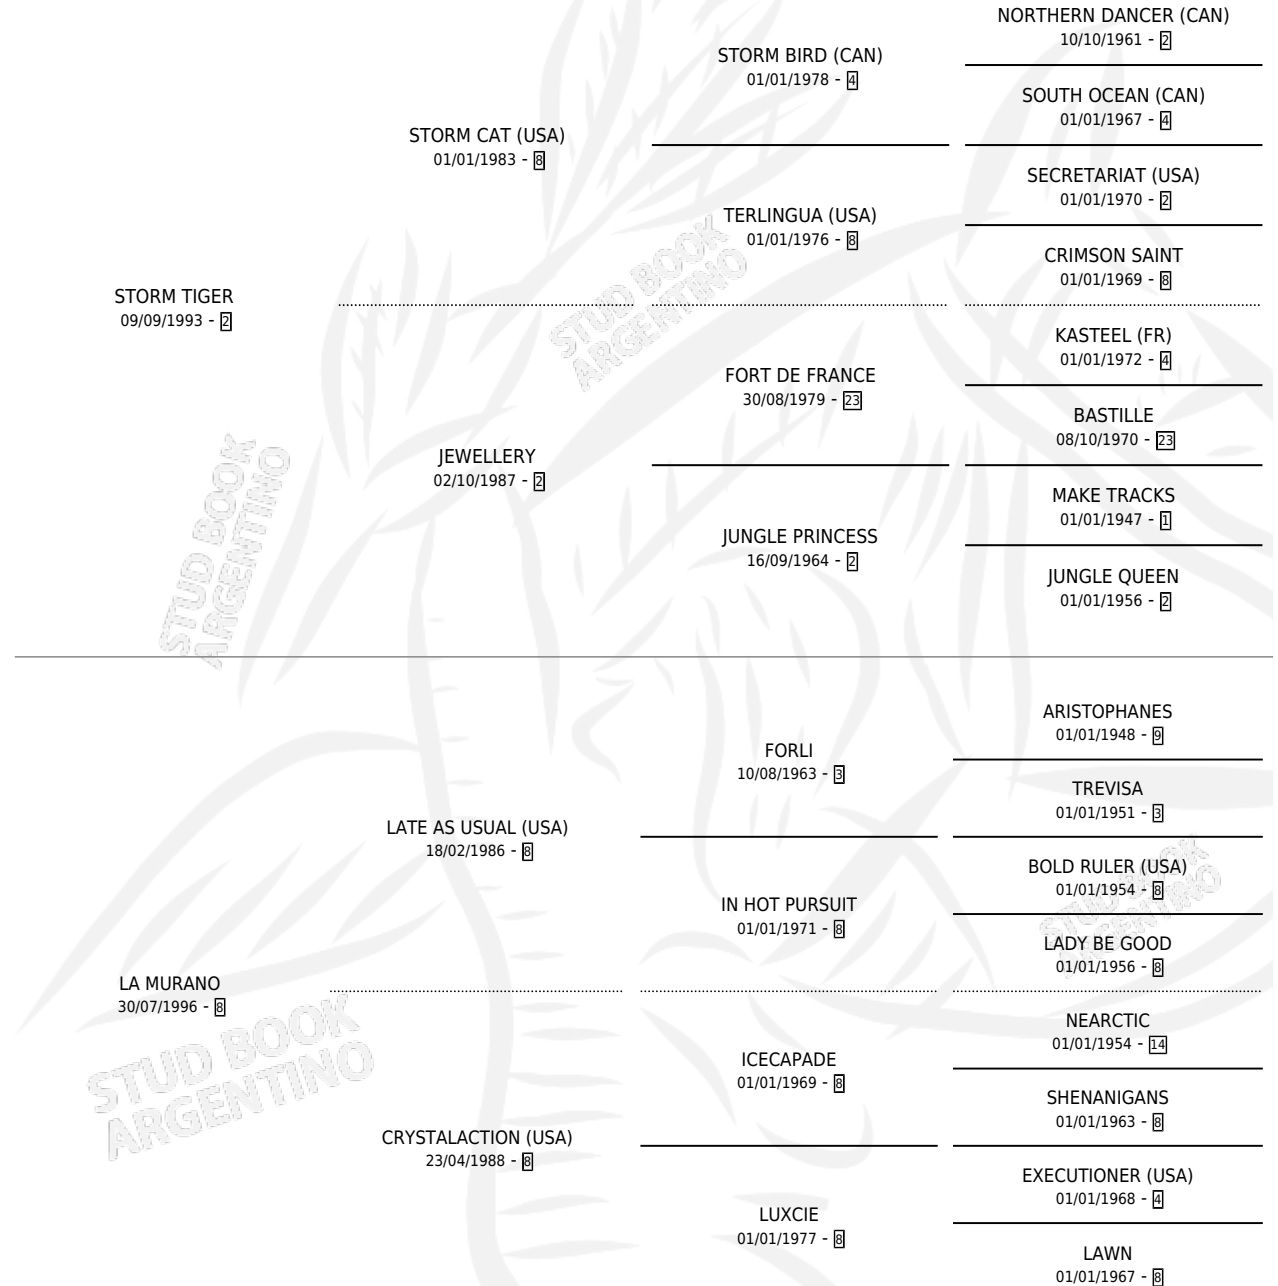 NORTHERN DANCER (CAN)
10/10/1961 - 2
STORM BIRD (CAN)
01/01/1978 - 4
SOUTH OCEAN (CAN)
01/01/1967 - 4
STORM CAT (USA)
01/01/1983 - 8
SECRETARIAT (USA)
01/01/1970 - 2
TERLINGUA (USA)
01/01/1976 - 8
CRIMSON SAINT
01/01/1969 - 8
STORM TIGER
09/09/1993 - 2
KASTEEL (FR)
01/01/1972 - 4
FORT DE FRANCE
30/08/1979 - 23
BASTILLE
08/10/1970 - 23
JEWELLERY
02/10/1987 - 2
MAKE TRACKS
01/01/1947 - 1
JUNGLE PRINCESS
16/09/1964 - 2
JUNGLE QUEEN
01/01/1956 - 2
ARISTOPHANES
01/01/1948 - 9
FORLI
10/08/1963 - 3
TREVISA
01/01/1951 - 3
LATE AS USUAL (USA)
18/02/1986 - 8
BOLD RULER (USA)
01/01/1954 - 8
IN HOT PURSUIT
01/01/1971 - 8
LADY BE GOOD
01/01/1956 - 8
LA MURANO
30/07/1996 - 8
NEARCTIC
01/01/1954 - 14
ICECAPADE
01/01/1969 - 8
SHENANIGANS
01/01/1963 - 8
CRYSTALACTION (USA)
23/04/1988 - 8
EXECUTIONER (USA)
01/01/1968 - 4
LUXCIE
01/01/1977 - 8
LAWN
01/01/1967 - 8
STUD BOOK
ARGENTINO
STUD BOOK
ARGENTINO
STUD BOOK
ARGENTINO
STUD BOOK
ARGENTINO